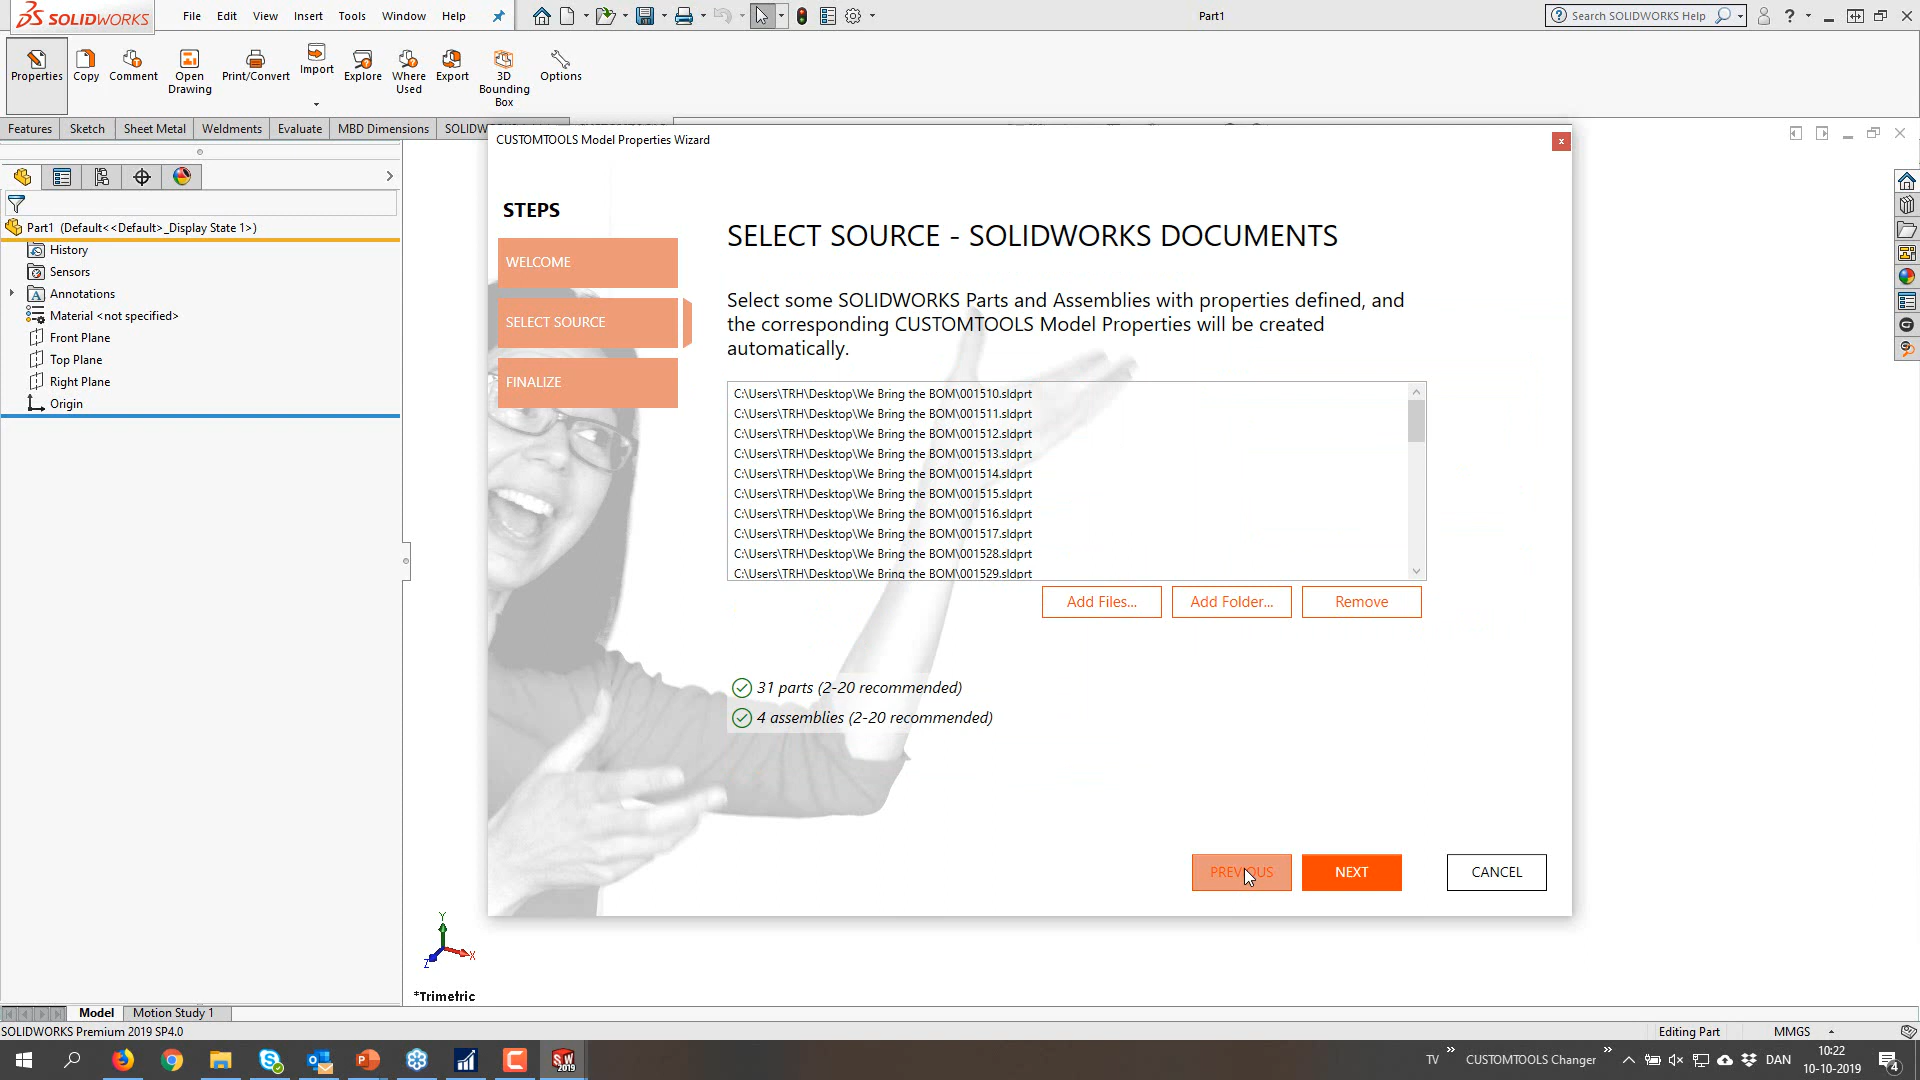 SOLIDWORKS
File Edit View Insert Tools Window Help
Part1
Search SOLIDWORKS Help
Properties Copy Comment Open Drawing Print/Convert Import Explore Where Used Export 3D Bounding Box Options
Features Sketch Sheet Metal Weldments Evaluate MBD Dimensions SOLIDW
CUSTOMTOOLS Model Properties Wizard
x
STEPS
WELCOME
SELECT SOURCE
FINALIZE
SELECT SOURCE - SOLIDWORKS DOCUMENTS
Select some SOLIDWORKS Parts and Assemblies with properties defined, and
the corresponding CUSTOMTOOLS Model Properties will be created
automatically.
C:\Users\TRH\Desktop\We Bring the BOM\001510.sldprt
C:\Users\TRH\Desktop\We Bring the BOM\001511.sldprt
C:\Users\TRH\Desktop\We Bring the BOM\001512.sldprt
C:\Users\TRH\Desktop\We Bring the BOM\001513.sldprt
C:\Users\TRH\Desktop\We Bring the BOM\001514.sldprt
C:\Users\TRH\Desktop\We Bring the BOM\001515.sldprt
C:\Users\TRH\Desktop\We Bring the BOM\001516.sldprt
C:\Users\TRH\Desktop\We Bring the BOM\001517.sldprt
C:\Users\TRH\Desktop\We Bring the BOM\001528.sldprt
C:\Users\TRH\Desktop\We Bring the BOM\001529.sldprt
Add Files... Add Folder... Remove
31 parts (2-20 recommended)
4 assemblies (2-20 recommended)
PREVIOUS NEXT CANCEL
Part1 (Default<<Default>_Display State 1>)
History
Sensors
Annotations
Material <not specified>
Front Plane
Top Plane
Right Plane
Origin
Y
X
Z
*Trimetric
Model Motion Study 1
SOLIDWORKS Premium 2019 SP4.0
Editing Part MMGS
TV CUSTOMTOOLS Changer DAN
10:22
10-10-2019
4